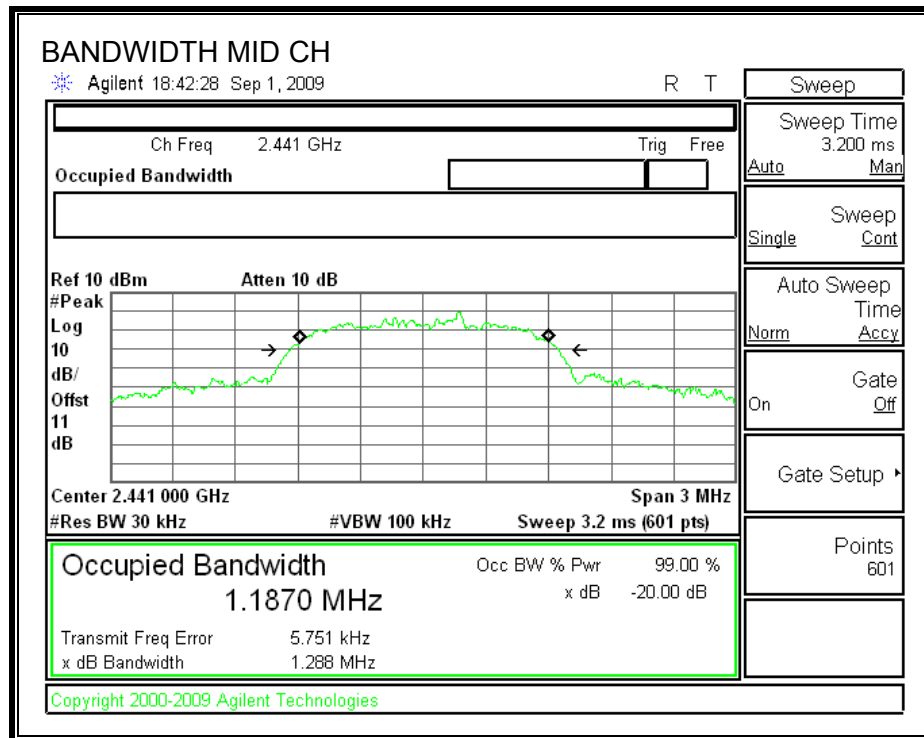 BANDWIDTH MID CH
Agilent 18:42:28 Sep 1, 2009
R T
Ch Freq 2.441 GHz
Trig Free
Occupied Bandwidth
Ref 10 dBm
Atten 10 dB
#Peak
Log
10
dB/
Offst
11
dB
Center 2.441 000 GHz
Span 3 MHz
#Res BW 30 kHz
#VBW 100 kHz
Sweep 3.2 ms (601 pts)
Occupied Bandwidth
1.1870 MHz
Occ BW % Pwr 99.00 %
x dB -20.00 dB
Transmit Freq Error 5.751 kHz
x dB Bandwidth 1.288 MHz
Copyright 2000-2009 Agilent Technologies
Sweep
Sweep Time
3.200 ms
Auto Man
Sweep
Single Cont
Auto Sweep
Time
Norm Accy
Gate
On Off
Gate Setup
Points
601